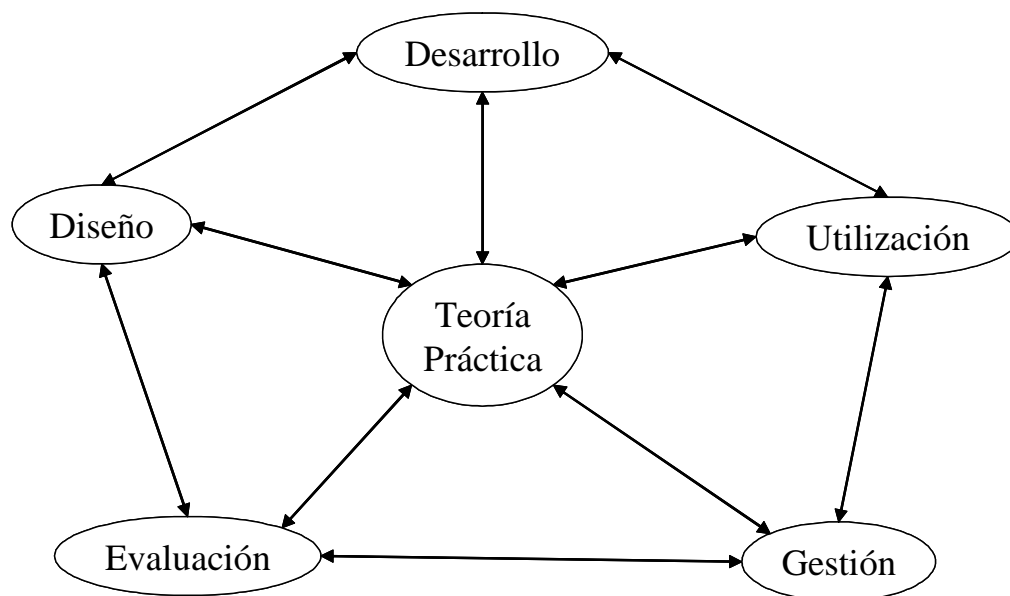 Desarrollo
Diseño
Utilización
Teoría
Práctica
Evaluación
Gestión